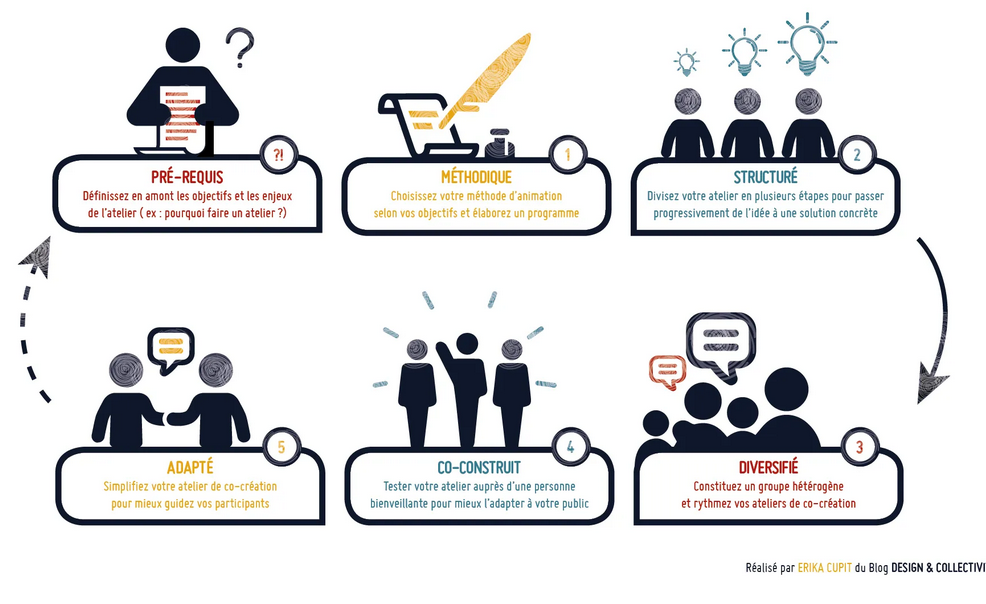 ?!
PRÉ-REQUIS
Définissez en amont les objectifs et les enjeux
de l'atelier ( ex : pourquoi faire un atelier ?)
1
MÉTHODIQUE
Choisissez votre méthode d'animation
selon vos objectifs et élaborez un programme
2
STRUCTURÉ
Divisez votre atelier en plusieurs étapes pour passer
progressivement de l'idée à une solution concrète
3
DIVERSIFIÉ
Constituez un groupe hétérogène
et rythmez vos ateliers de co-création
4
CO-CONSTRUIT
Tester votre atelier auprès d'une personne
bienveillante pour mieux l'adapter à votre public
5
ADAPTÉ
Simplifiez votre atelier de co-création
pour mieux guidez vos participants
Réalisé par ERIKA CUPIT du Blog DESIGN & COLLECTIVI